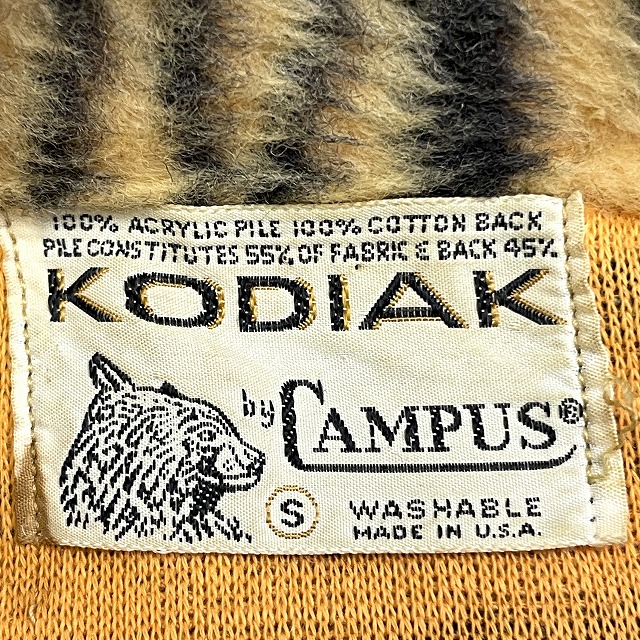 100% ACRYLIC PILE 100% COTTON BACK
PILE CONSTITUTES 55% OF FABRIC & BACK 45%
KODIAK
by CAMPUS®
S WASHABLE
MADE IN U.S.A.